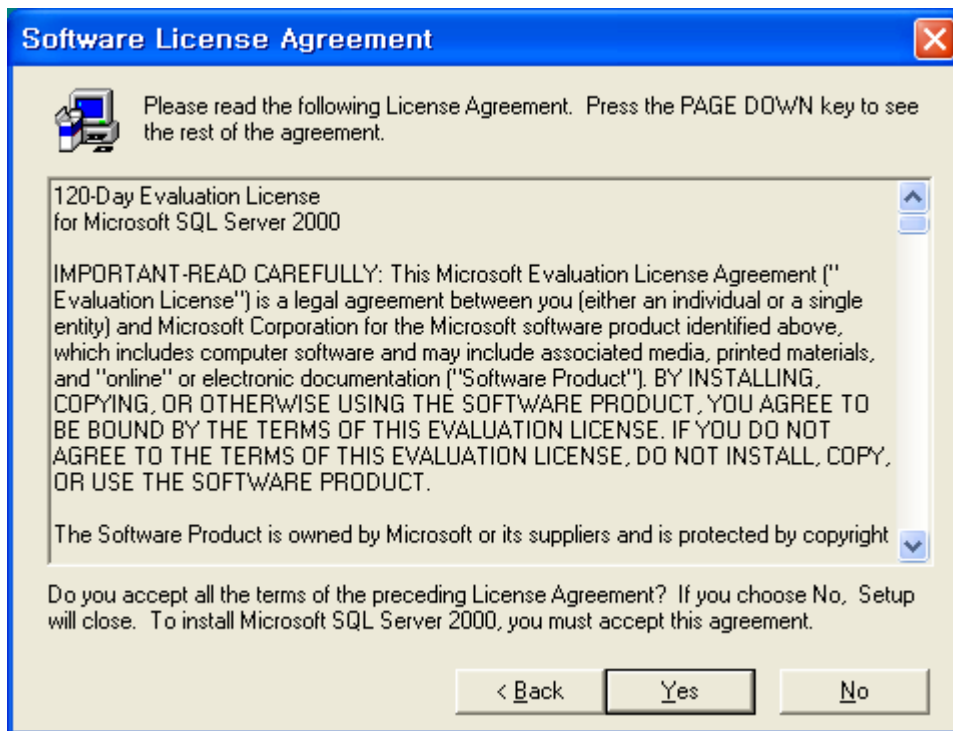 Software License Agreement
Please read the following License Agreement.  Press the PAGE DOWN key to see
the rest of the agreement.
120-Day Evaluation License
for Microsoft SQL Server 2000
IMPORTANT-READ CAREFULLY: This Microsoft Evaluation License Agreement ("
Evaluation License") is a legal agreement between you (either an individual or a single
entity) and Microsoft Corporation for the Microsoft software product identified above,
which includes computer software and may include associated media, printed materials,
and "online" or electronic documentation ("Software Product"). BY INSTALLING,
COPYING, OR OTHERWISE USING THE SOFTWARE PRODUCT, YOU AGREE TO
BE BOUND BY THE TERMS OF THIS EVALUATION LICENSE. IF YOU DO NOT
AGREE TO THE TERMS OF THIS EVALUATION LICENSE, DO NOT INSTALL, COPY,
OR USE THE SOFTWARE PRODUCT.
The Software Product is owned by Microsoft or its suppliers and is protected by copyright
Do you accept all the terms of the preceding License Agreement?  If you choose No,  Setup
will close.  To install Microsoft SQL Server 2000, you must accept this agreement.
< Back
Yes
No